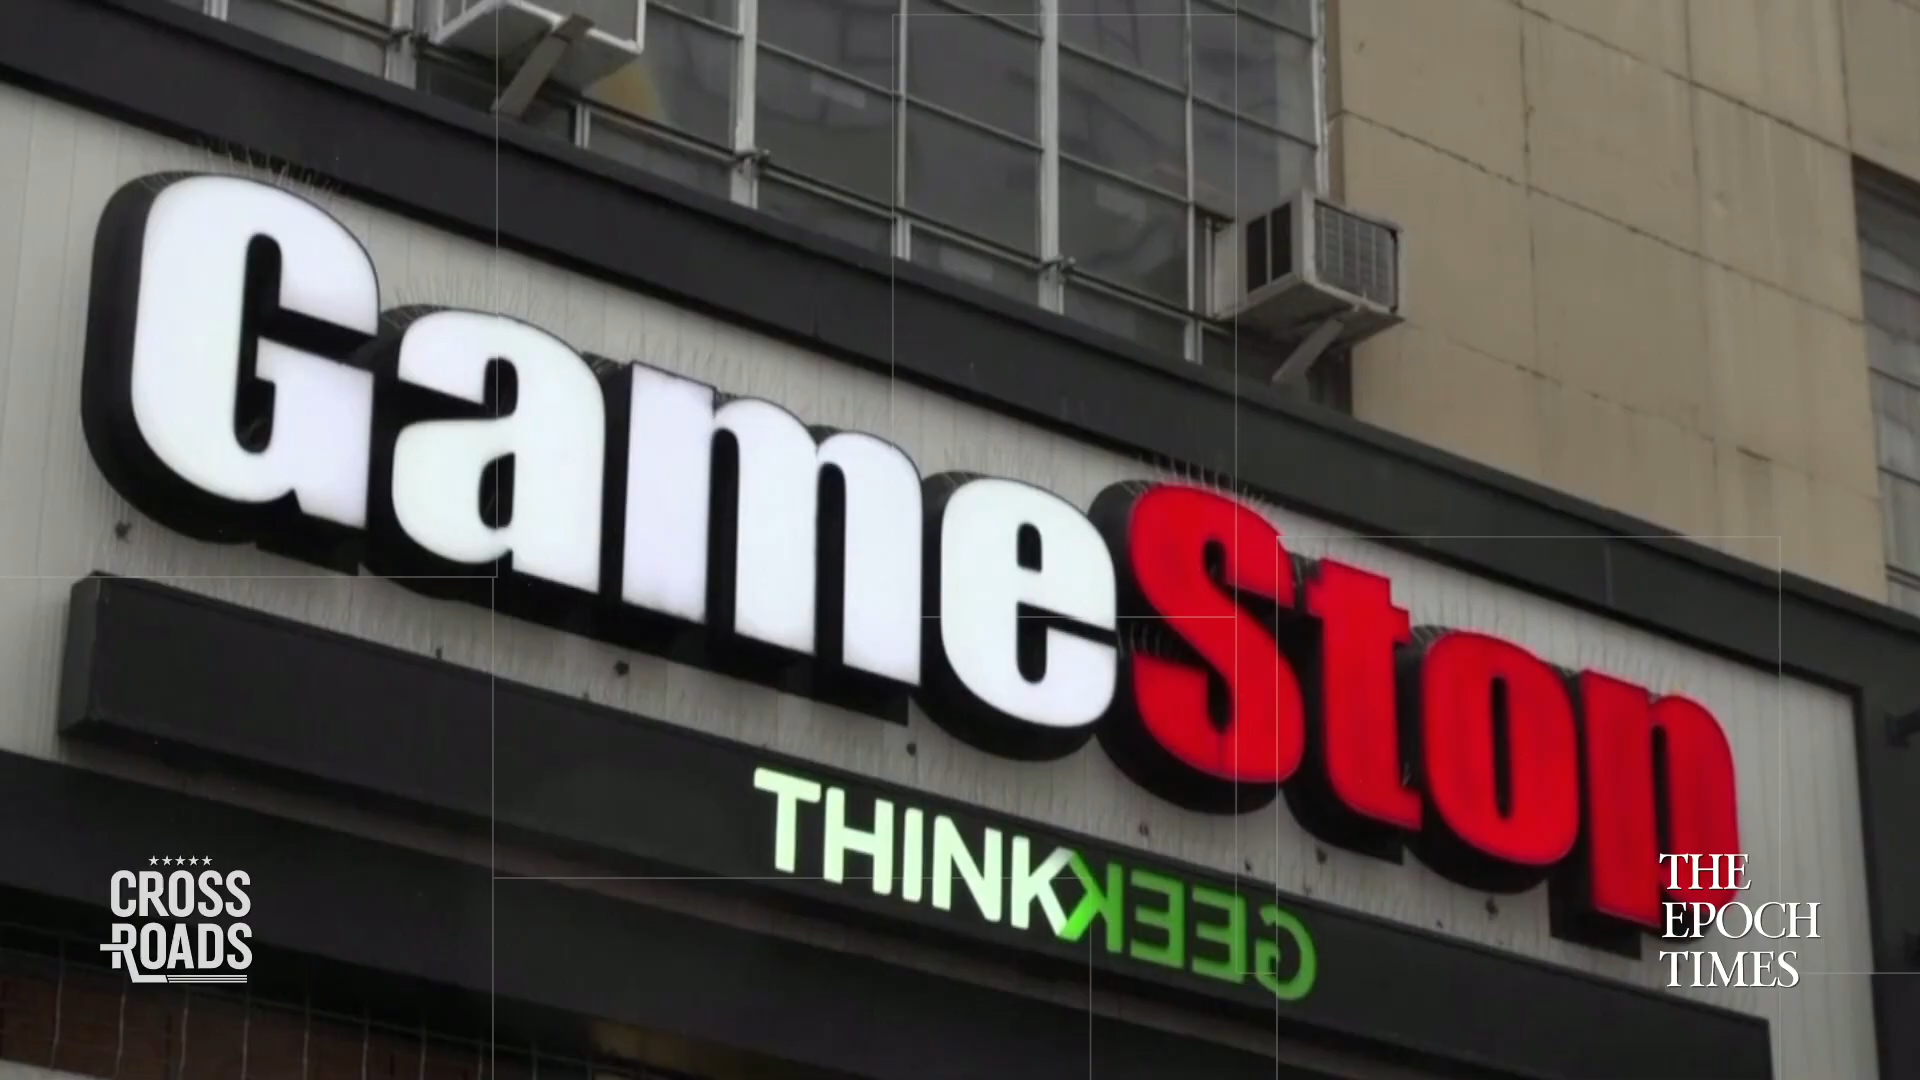 GameStop
THINKGEEK
★★★★★
CROSS
ROADS
THE
EPOCH
TIMES